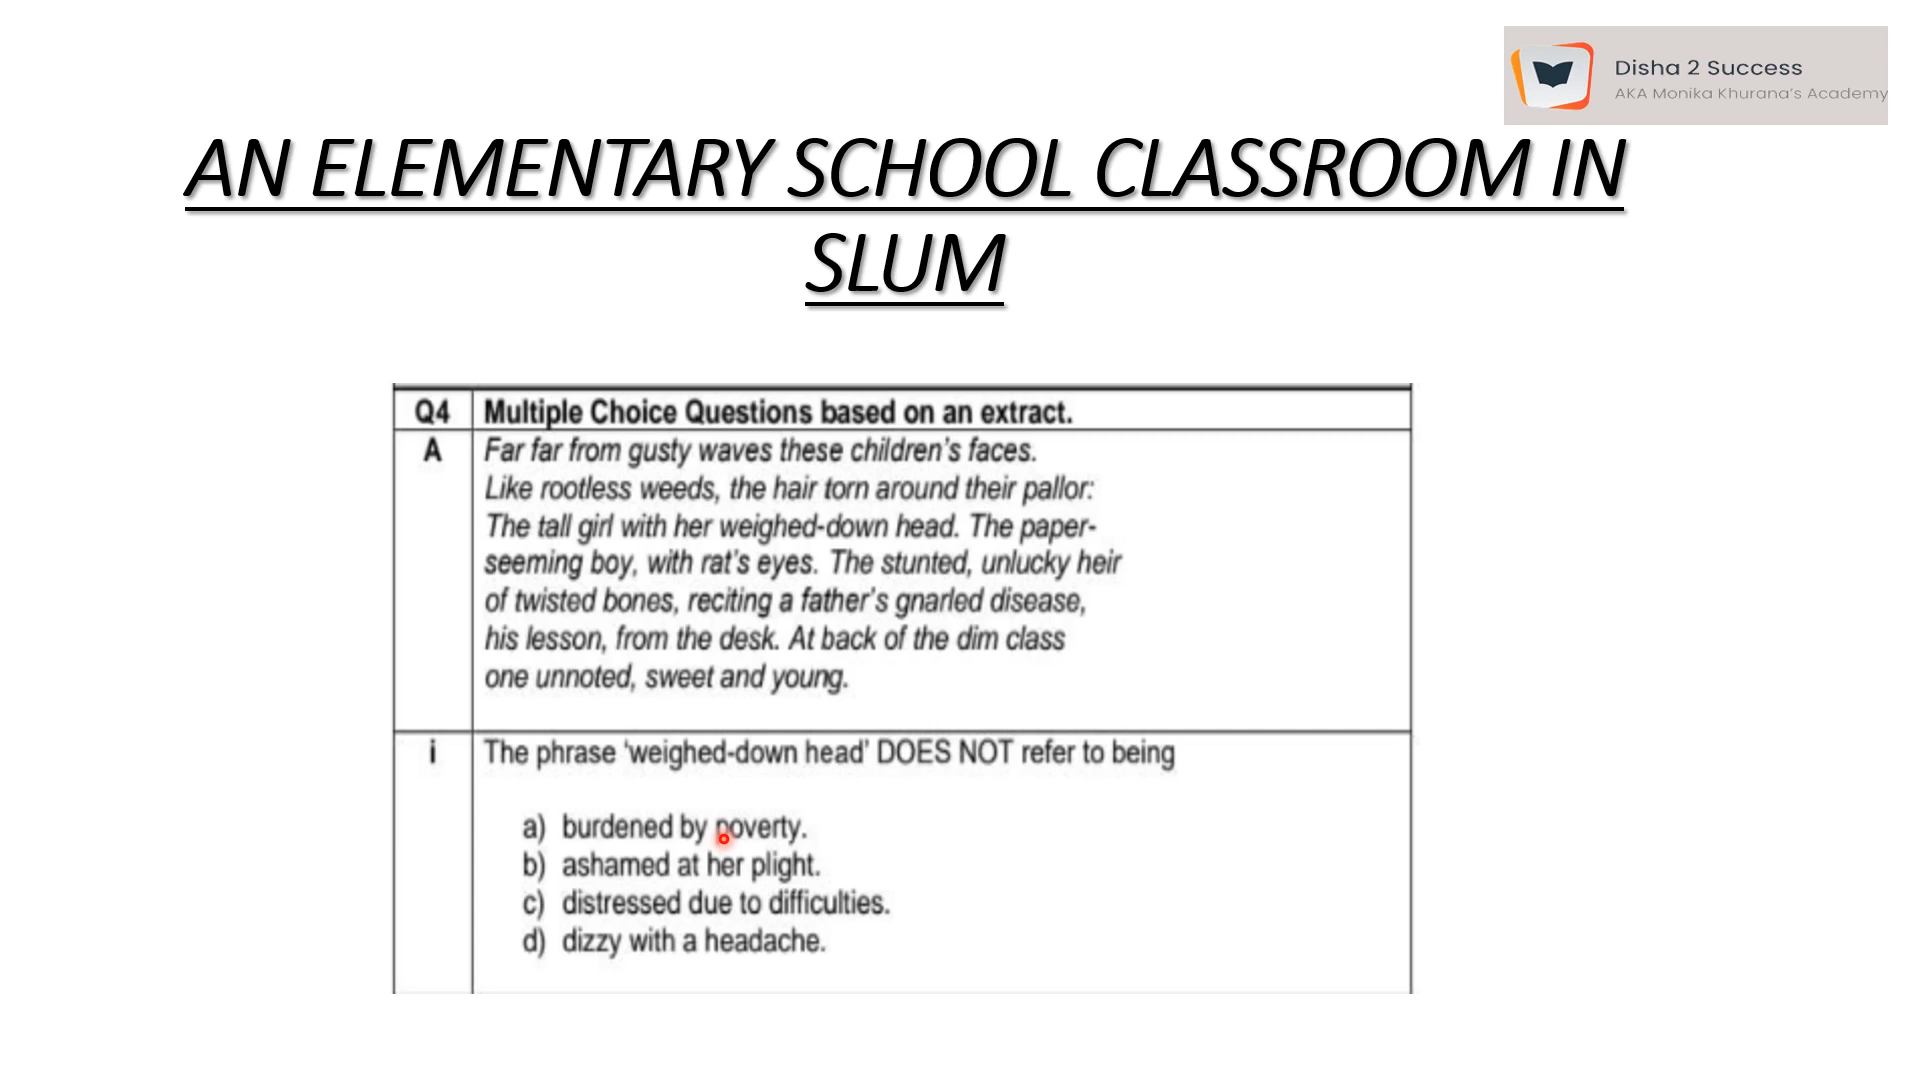 Disha 2 Success
AKA Monika Khurana's Academy
AN ELEMENTARY SCHOOL CLASSROOM IN
SLUM
Q4 Multiple Choice Questions based on an extract.
A Far far from gusty waves these children's faces.
Like rootless weeds, the hair torn around their pallor:
The tall girl with her weighed-down head. The paper-
seeming boy, with rat's eyes. The stunted, unlucky heir
of twisted bones, reciting a father's gnarled disease,
his lesson, from the desk. At back of the dim class
one unnoted, sweet and young.
i The phrase 'weighed-down head' DOES NOT refer to being
a) burdened by poverty.
b) ashamed at her plight.
c) distressed due to difficulties.
d) dizzy with a headache.